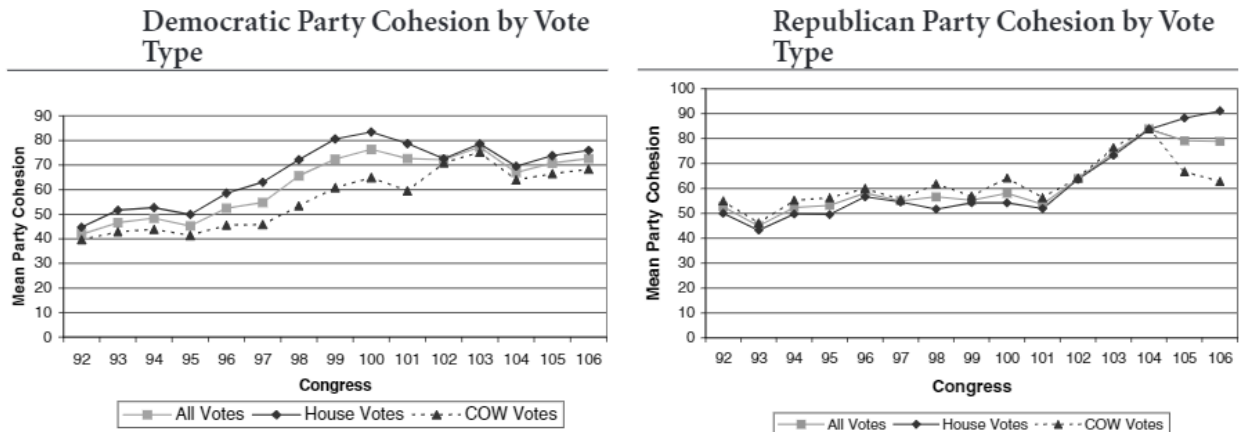 Democratic Party Cohesion by Vote
Type
Mean Party Cohesion
90
80
70
60
50
40
30
20
10
0
92 93 94 95 96 97 98 99 100 101 102 103 104 105 106
Congress
All Votes House Votes COW Votes
Republican Party Cohesion by Vote
Type
Mean Party Cohesion
100
90
80
70
60
50
40
30
20
10
0
92 93 94 95 96 97 98 99 100 101 102 103 104 105 106
Congress
All Votes House Votes COW Votes